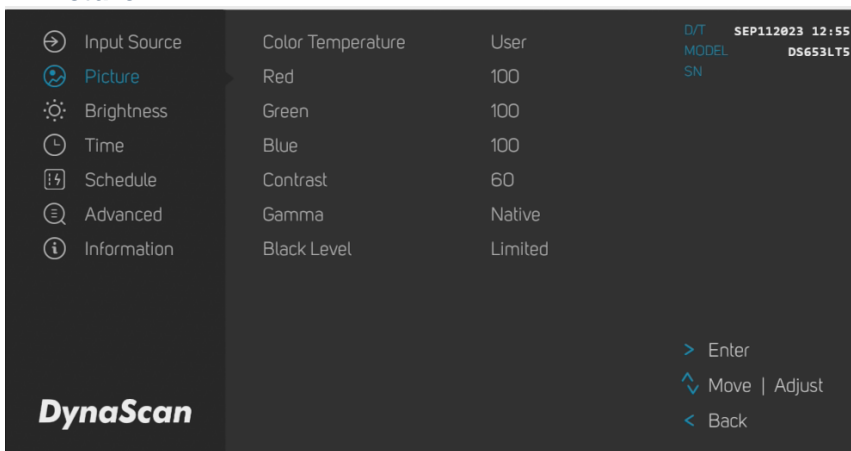 Input Source
Picture
Brightness
Time
Schedule
Advanced
Information
DynaScan
Color Temperature User
Red 100
Green 100
Blue 100
Contrast 60
Gamma Native
Black Level Limited
D/T SEP112023 12:55
MODEL DS653LT5
SN
> Enter
Move | Adjust
< Back